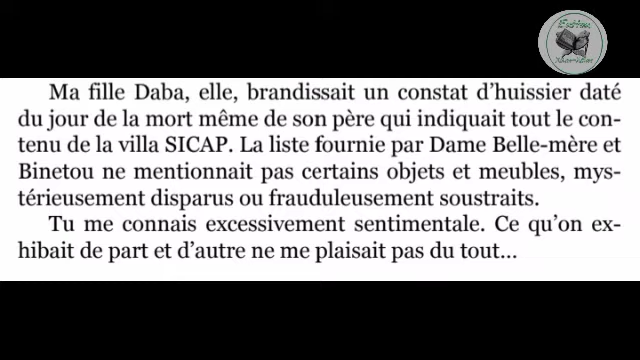 Ma fille Daba, elle, brandissait un constat d’huissier daté
du jour de la mort même de son père qui indiquait tout le con-
tenu de la villa SICAP. La liste fournie par Dame Belle-mère et
Binetou ne mentionnait pas certains objets et meubles, mys-
térieusement disparus ou frauduleusement soustraits.
Tu me connais excessivement sentimentale. Ce qu’on ex-
hibait de part et d’autre ne me plaisait pas du tout...